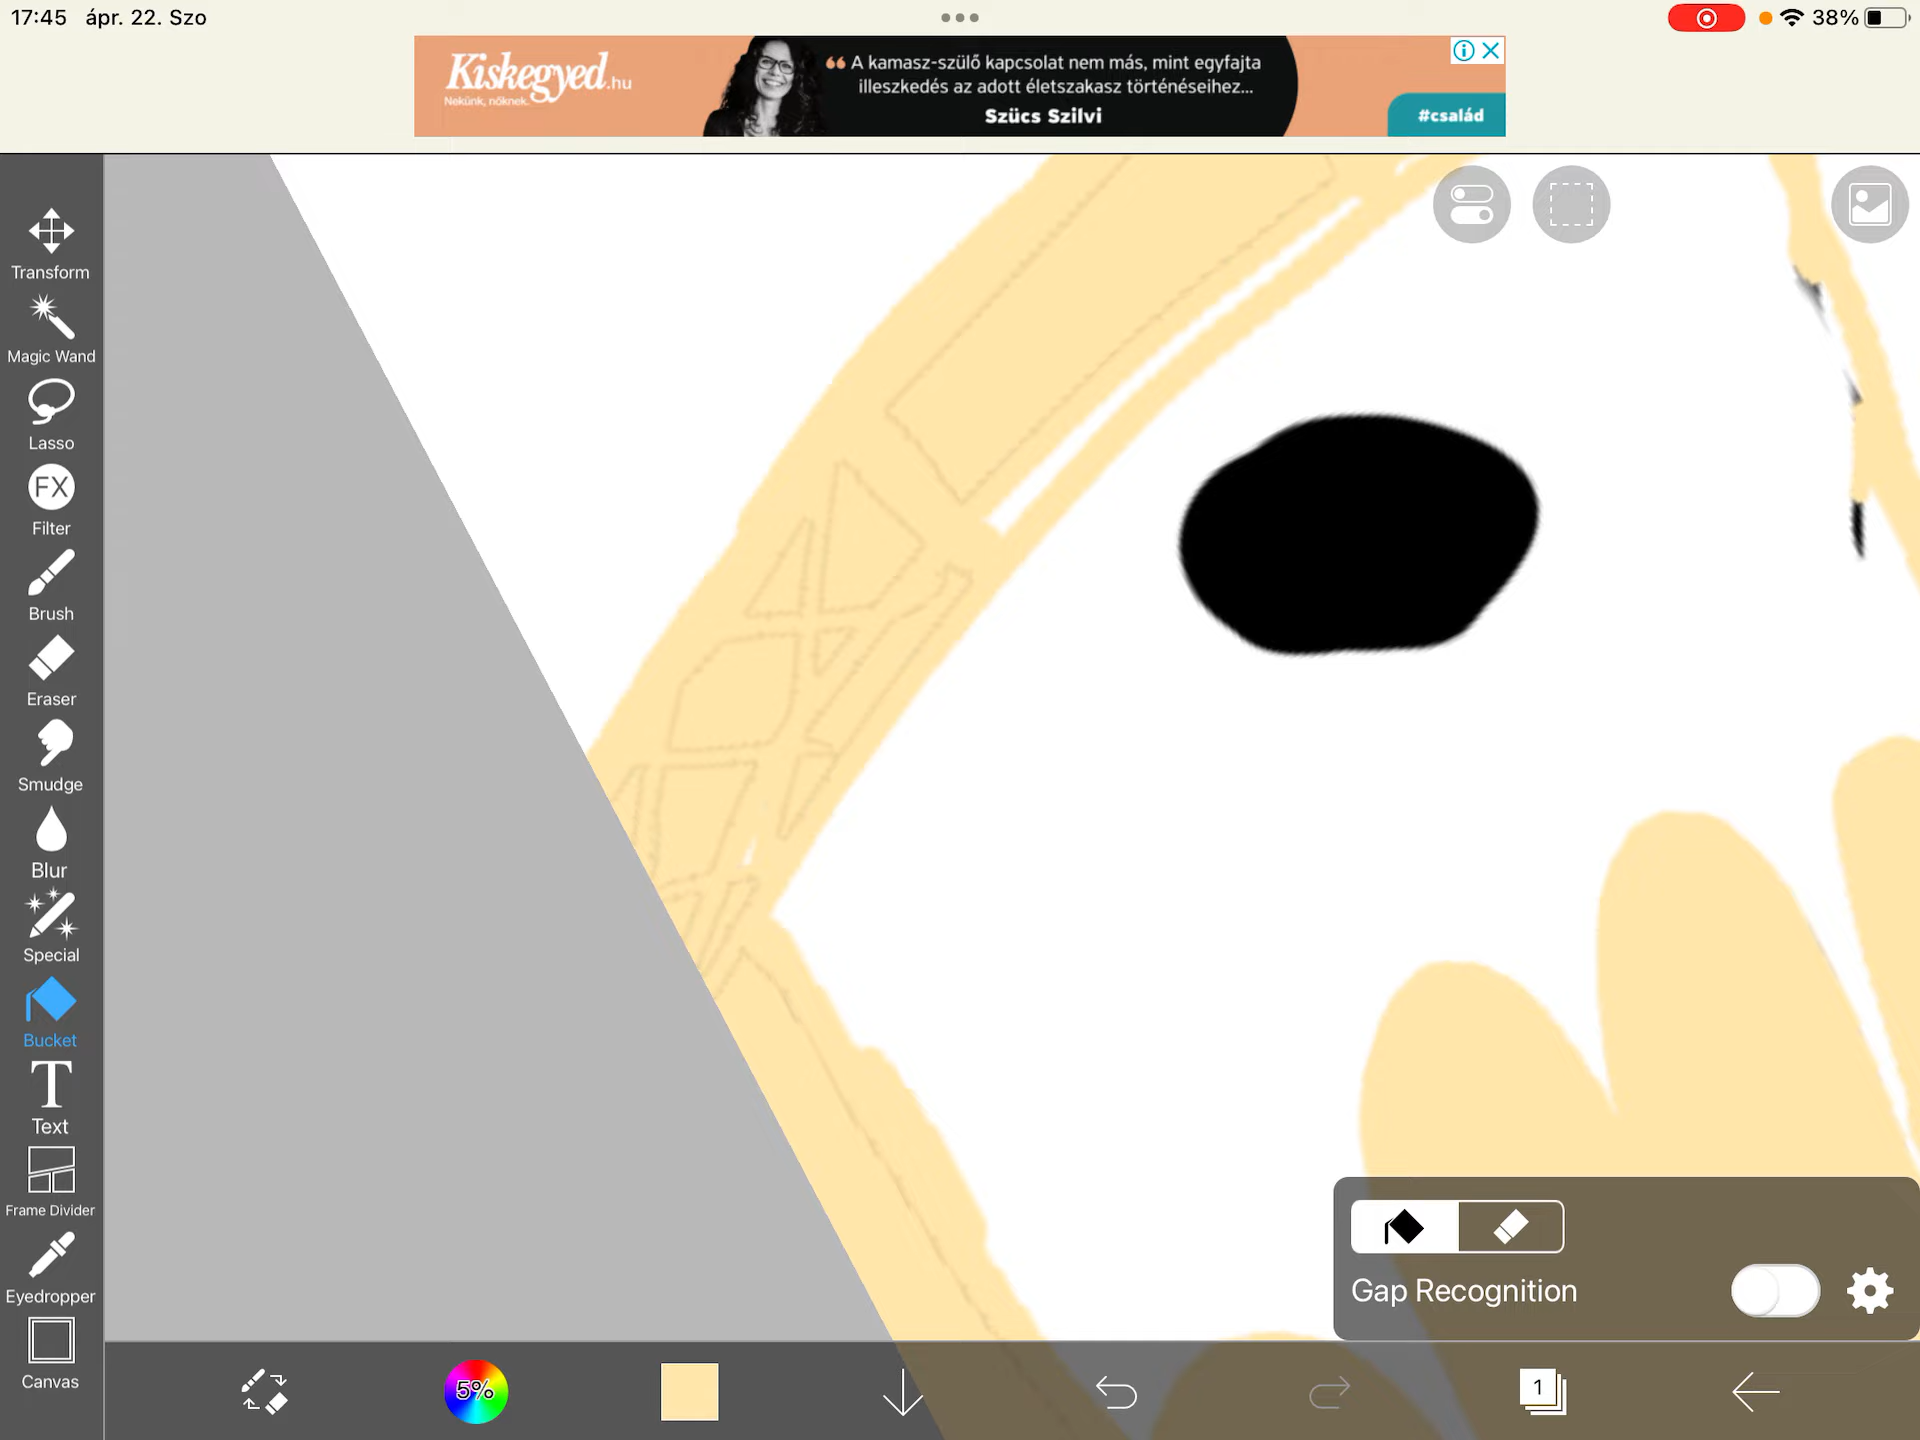 17:45 ápr. 22. Szo
38%
Kiskegyed.hu
Nekünk, nőknek.
“ A kamasz-szülő kapcsolat nem más, mint egyfajta
illeszkedés az adott életszakasz történéseihez...
Szücs Szilvi
#család
Transform
Magic Wand
Lasso
FX
Filter
Brush
Eraser
Smudge
Blur
Special
Bucket
T
Text
Frame Divider
Eyedropper
Canvas
Gap Recognition
5%
1